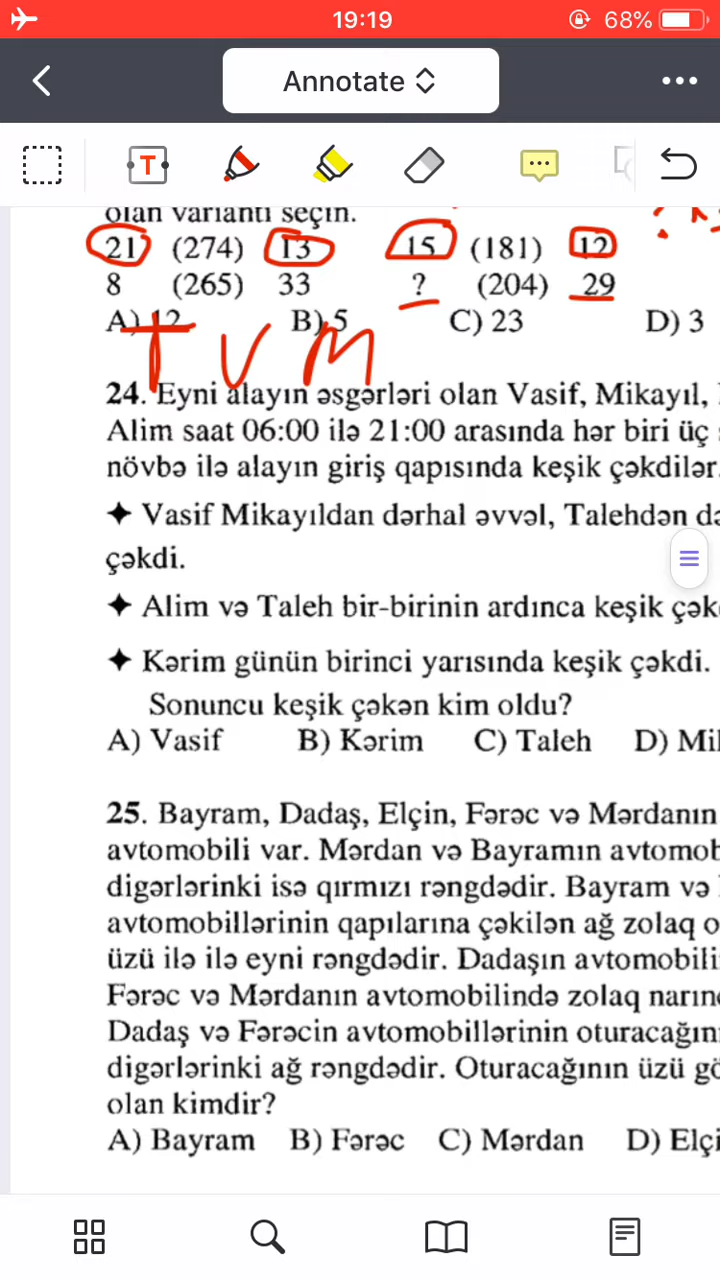 19:19
68%
Annotate
T
olan variantı seçin.
21 (274) 13 15 (181) 12
8 (265) 33 ? (204) 29
A) 12 B) 5 C) 23 D) 3
T V M
24. Eyni alayın əsgərləri olan Vasif, Mikayıl,
Alim saat 06:00 ilə 21:00 arasında hər biri üç
növbə ilə alayın giriş qapısında keşik çəkdilər.
✦ Vasif Mikayıldan dərhal əvvəl, Talehdən də
çəkdi.
✦ Alim və Taleh bir-birinin ardınca keşik çək
✦ Kərim günün birinci yarısında keşik çəkdi.
Sonuncu keşik çəkən kim oldu?
A) Vasif B) Kərim C) Taleh D) Mil
25. Bayram, Dadaş, Elçin, Fərəc və Mərdanın
avtomobili var. Mərdan və Bayramın avtomob
digərlərinki isə qırmızı rəngdədir. Bayram və
avtomobillərinin qapılarına çəkilən ağ zolaq o
üzü ilə ilə eyni rəngdədir. Dadaşın avtomobili
Fərəc və Mərdanın avtomobilində zolaq narınc
Dadaş və Fərəcin avtomobillərinin oturacağın
digərlərinki ağ rəngdədir. Oturacağının üzü gö
olan kimdir?
A) Bayram B) Fərəc C) Mərdan D) Elçi